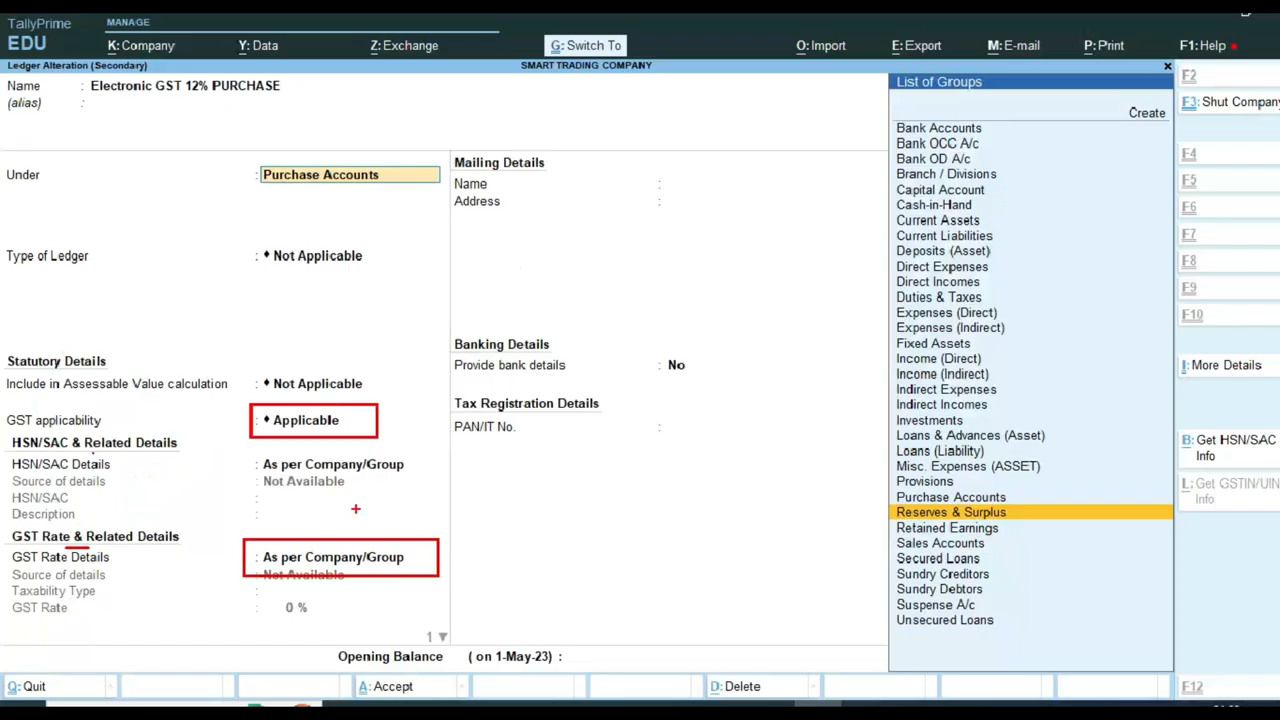 TallyPrime
MANAGE
EDU
K: Company
Y: Data
Z: Exchange
G: Switch To
O: Import
E: Export
M: E-mail
P: Print
F1: Help
Ledger Alteration (Secondary)
SMART TRADING COMPANY
×
Name : Electronic GST 12% PURCHASE
(alias) :
Under : Purchase Accounts
Type of Ledger : ♦ Not Applicable
Statutory Details
Include in Assessable Value calculation : ♦ Not Applicable
GST applicability : ♦ Applicable
HSN/SAC & Related Details
HSN/SAC Details : As per Company/Group
Source of details : Not Available
HSN/SAC :
Description :
GST Rate & Related Details
GST Rate Details : As per Company/Group
Source of details : Not Available
Taxability Type :
GST Rate : 0 %
1 ▼
Mailing Details
Name :
Address :
Banking Details
Provide bank details : No
Tax Registration Details
PAN/IT No. :
Opening Balance ( on 1-May-23) :
List of Groups
Create
Bank Accounts
Bank OCC A/c
Bank OD A/c
Branch / Divisions
Capital Account
Cash-in-Hand
Current Assets
Current Liabilities
Deposits (Asset)
Direct Expenses
Direct Incomes
Duties & Taxes
Expenses (Direct)
Expenses (Indirect)
Fixed Assets
Income (Direct)
Income (Indirect)
Indirect Expenses
Indirect Incomes
Investments
Loans & Advances (Asset)
Loans (Liability)
Misc. Expenses (ASSET)
Provisions
Purchase Accounts
Reserves & Surplus
Retained Earnings
Sales Accounts
Secured Loans
Sundry Creditors
Sundry Debtors
Suspense A/c
Unsecured Loans
F2
F3: Shut Company
F4
F5
F6
F7
F8
F9
F10
I: More Details
B: Get HSN/SAC
Info
L: Get GSTIN/UIN
Info
F12
Q: Quit
A: Accept
D: Delete